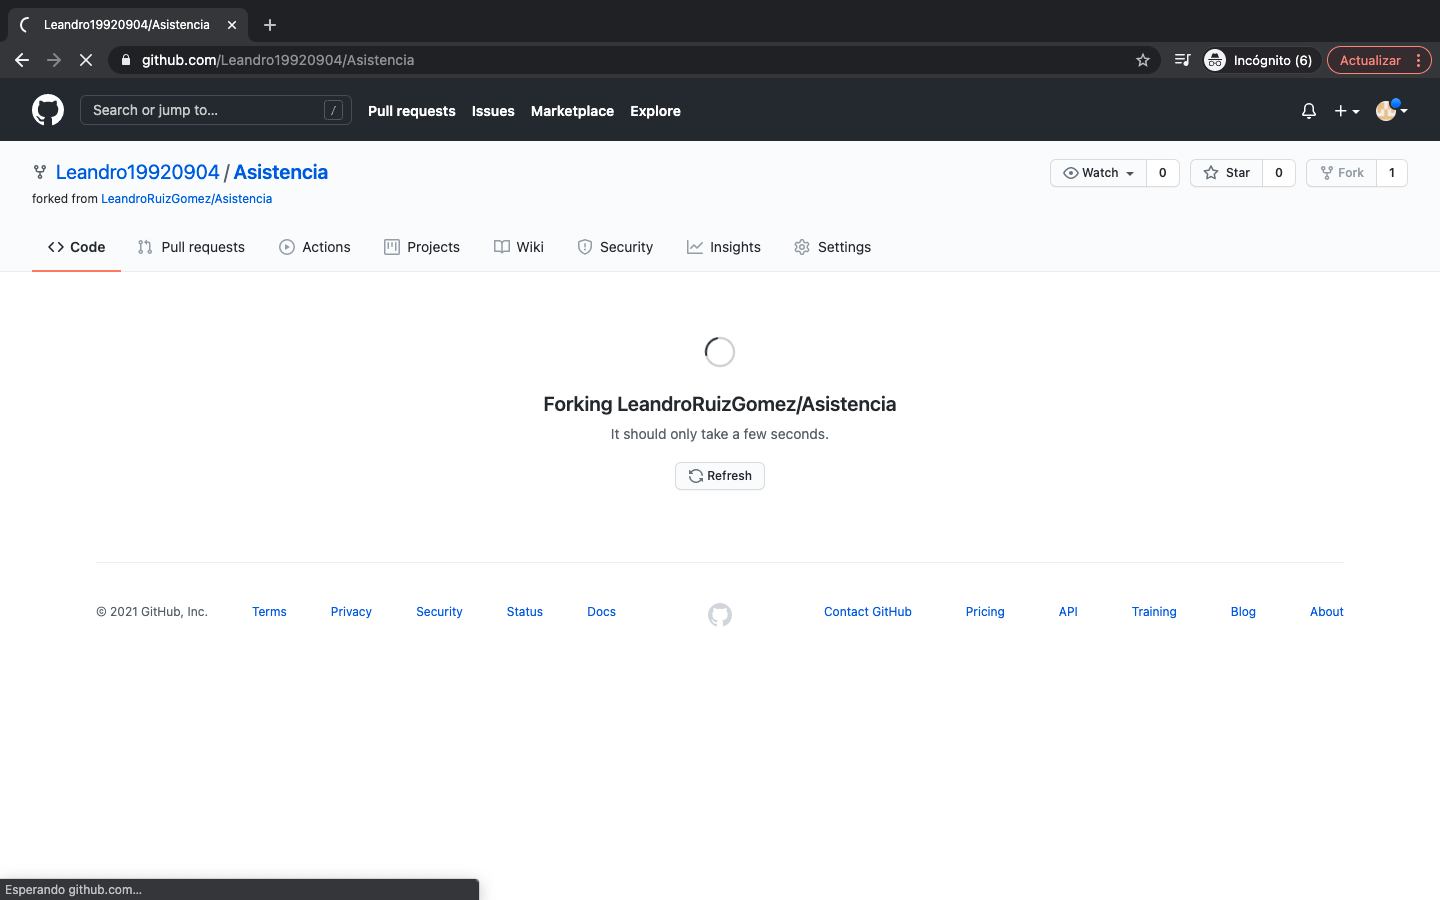 Leandro19920904/Asistencia
github.com/Leandro19920904/Asistencia
Incógnito (6)
Actualizar
Search or jump to...
/
Pull requests
Issues
Marketplace
Explore
Leandro19920904 / Asistencia
forked from LeandroRuizGomez/Asistencia
Watch
0
Star
0
Fork
1
Code
Pull requests
Actions
Projects
Wiki
Security
Insights
Settings
Forking LeandroRuizGomez/Asistencia
It should only take a few seconds.
Refresh
© 2021 GitHub, Inc.
Terms
Privacy
Security
Status
Docs
Contact GitHub
Pricing
API
Training
Blog
About
Esperando github.com...